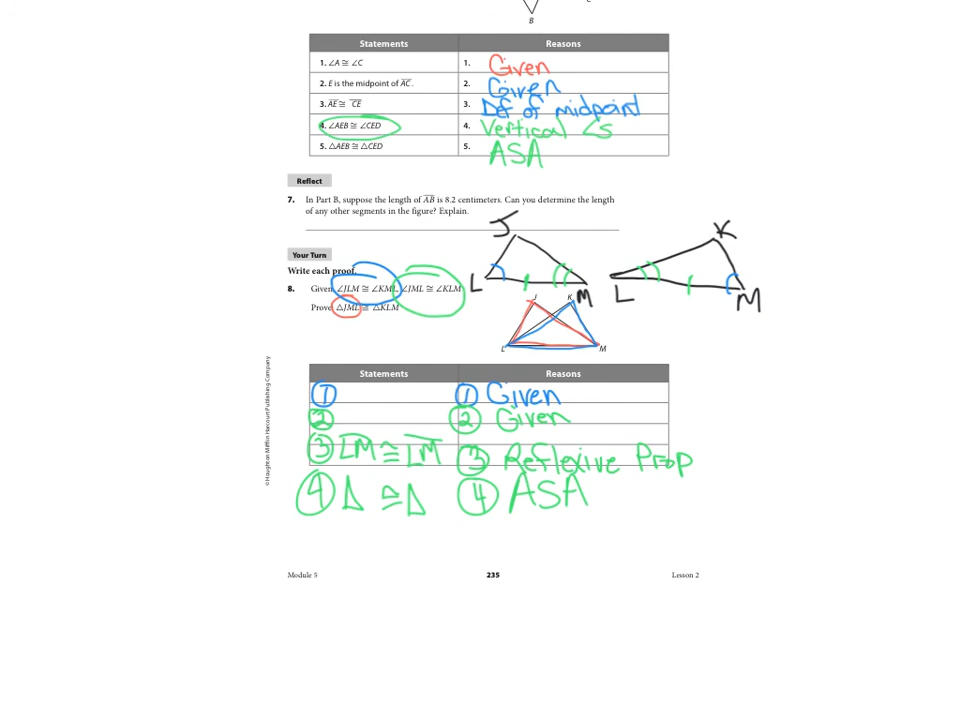 B
Statements Reasons
1. ∠A ≅ ∠C 1. Given
2. E is the midpoint of AC. 2. Given
3. AE ≅ CE 3. Def of midpoint
4. ∠AEB ≅ ∠CED 4. Vertical ∠s
5. △AEB ≅ △CED 5. ASA
Reflect
7. In Part B, suppose the length of AB is 8.2 centimeters. Can you determine the length
of any other segments in the figure? Explain.
J K
Your Turn
Write each proof.
L M L M
8. Given: ∠JLM ≅ ∠KML, ∠JML ≅ ∠KLM
J K
Prove: △JML ≅ △KLM
L M
Statements Reasons
① ① Given
② ② Given
③ LM ≅ LM ③ Reflexive Prop
④ △ ≅ △ ④ ASA
© Houghton Mifflin Harcourt Publishing Company
Module 5 235 Lesson 2